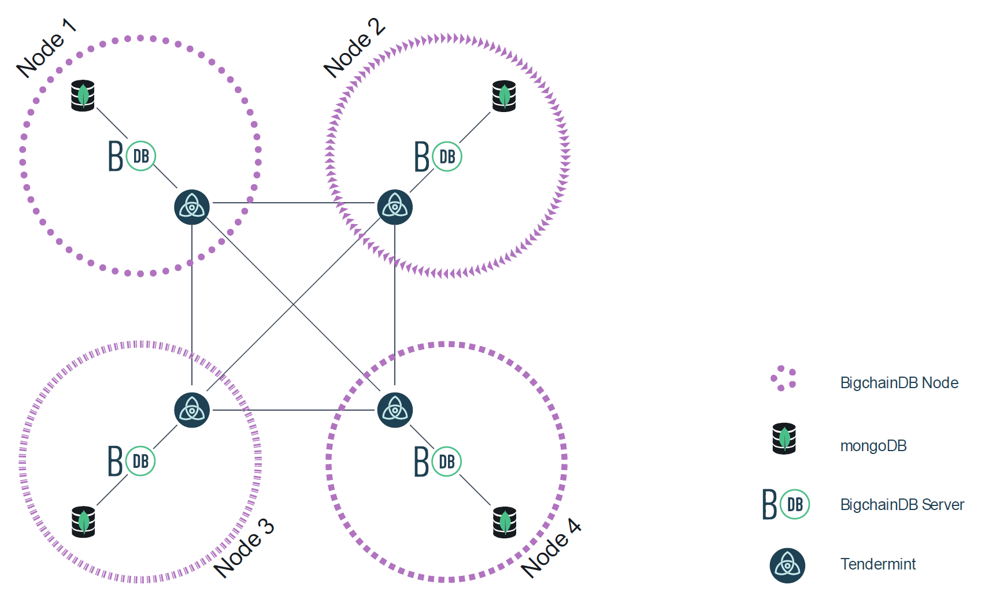 Node 1
Node 2
B DB
B DB
B DB
B DB
Node 3
Node 4
BigchainDB Node
mongoDB
B DB
BigchainDB Server
Tendermint